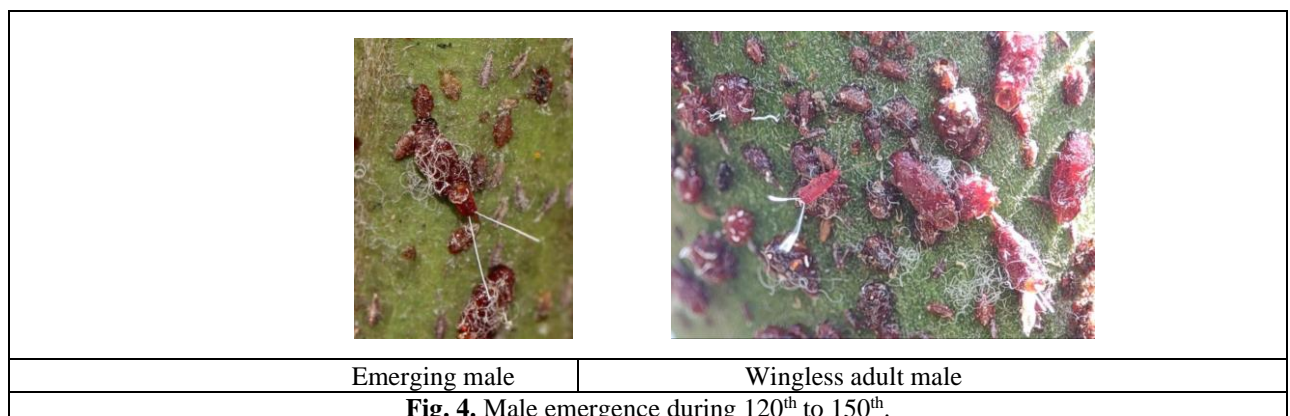 Emerging male
Wingless adult male
Fig. 4. Male emergence during 120th to 150th.